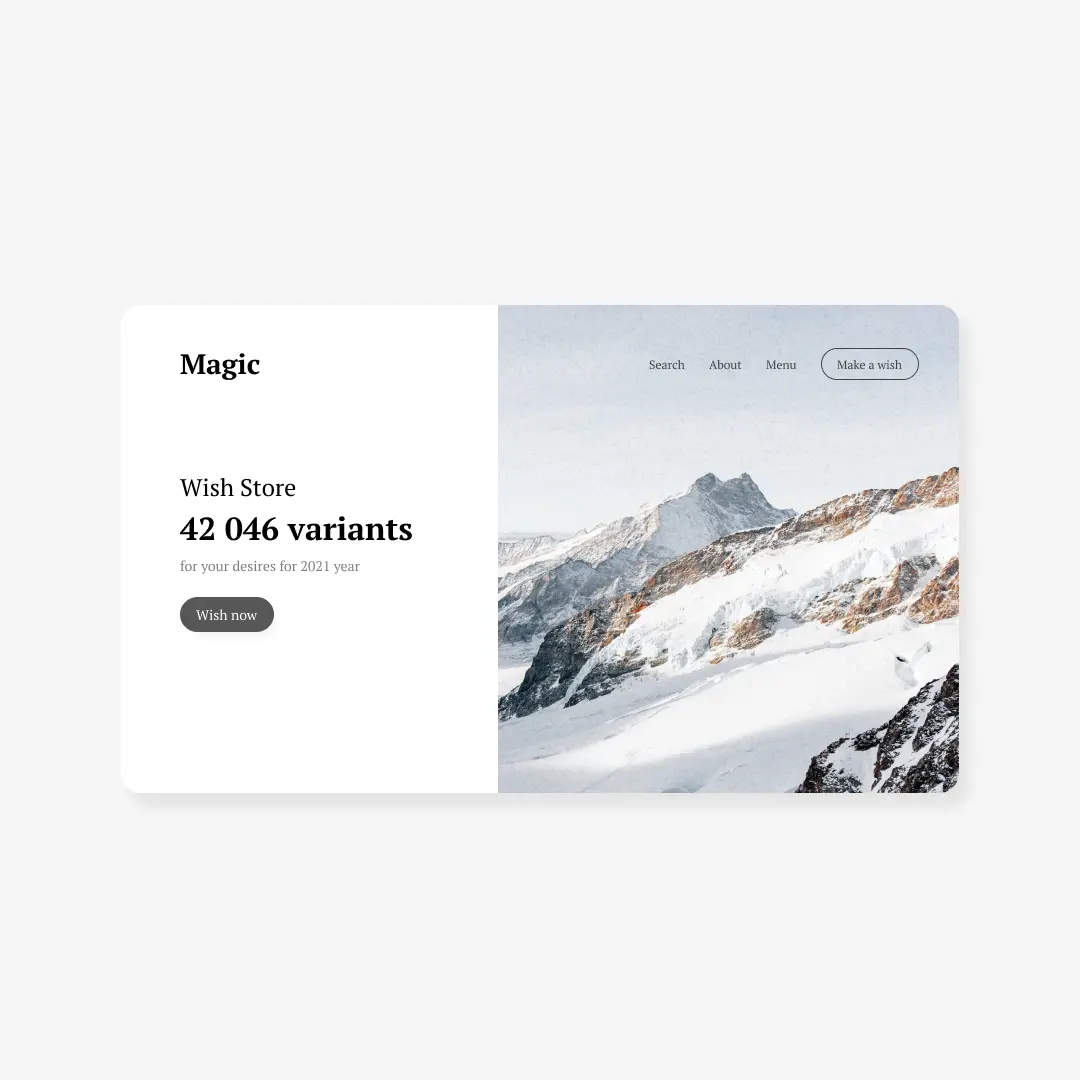 Magic
Search About Menu Make a wish
Wish Store
42 046 variants
for your desires for 2021 year
Wish now